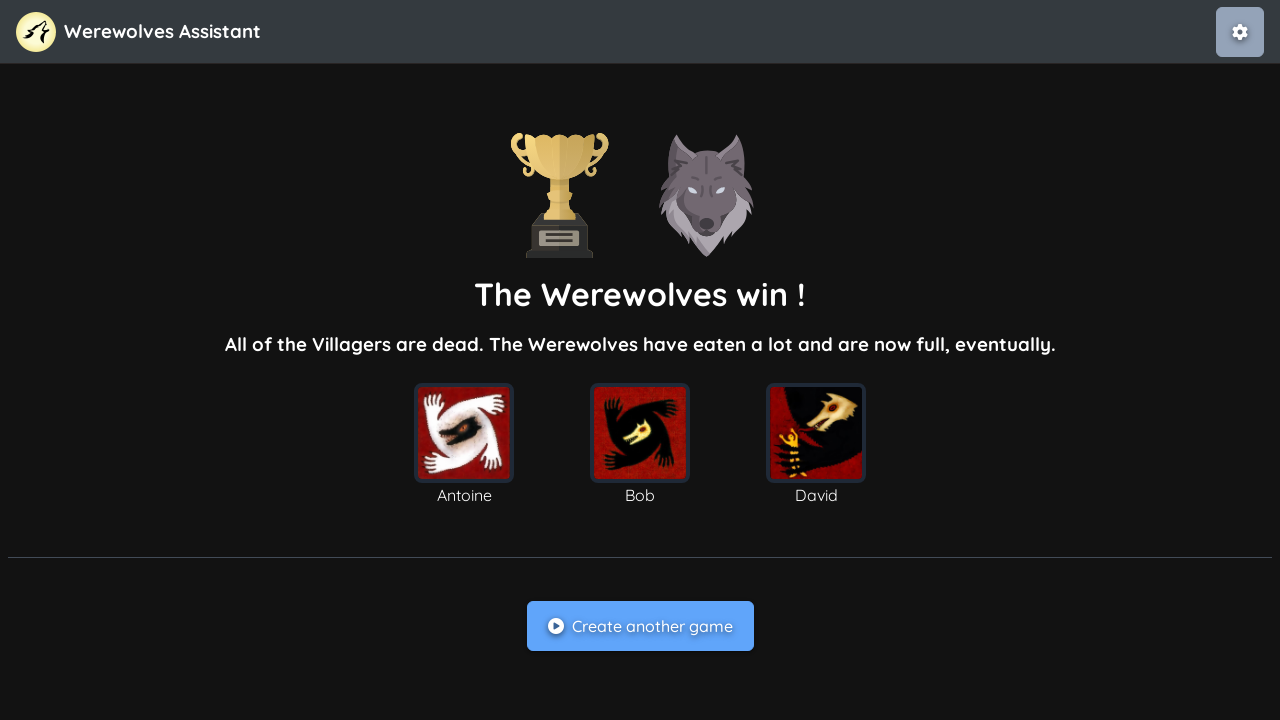 Werewolves Assistant
The Werewolves win !
All of the Villagers are dead. The Werewolves have eaten a lot and are now full, eventually.
Antoine
Bob
David
Create another game